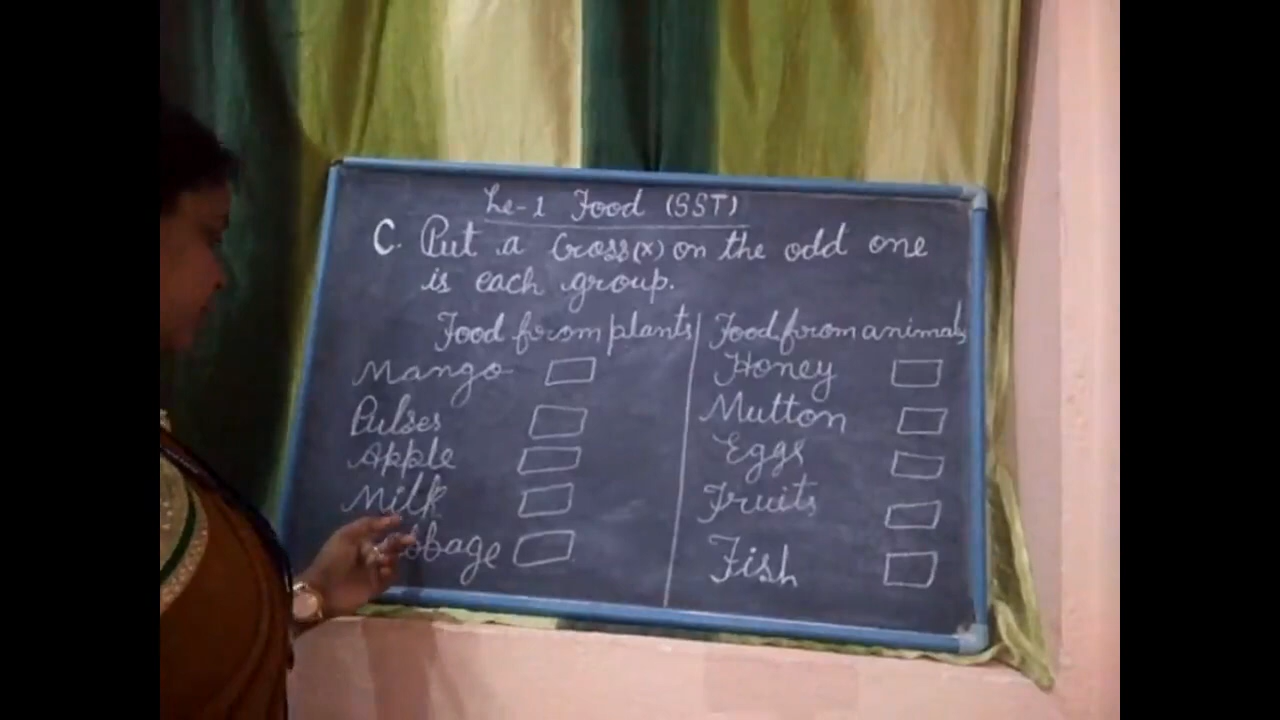 Le-1 Food (SST)
C. Put a Cross(x) on the odd one
is each group.
Food from plants
Mango
Pulses
Apple
Milk
bbage
Food from animals
Honey
Mutton
Eggs
Fruits
Fish